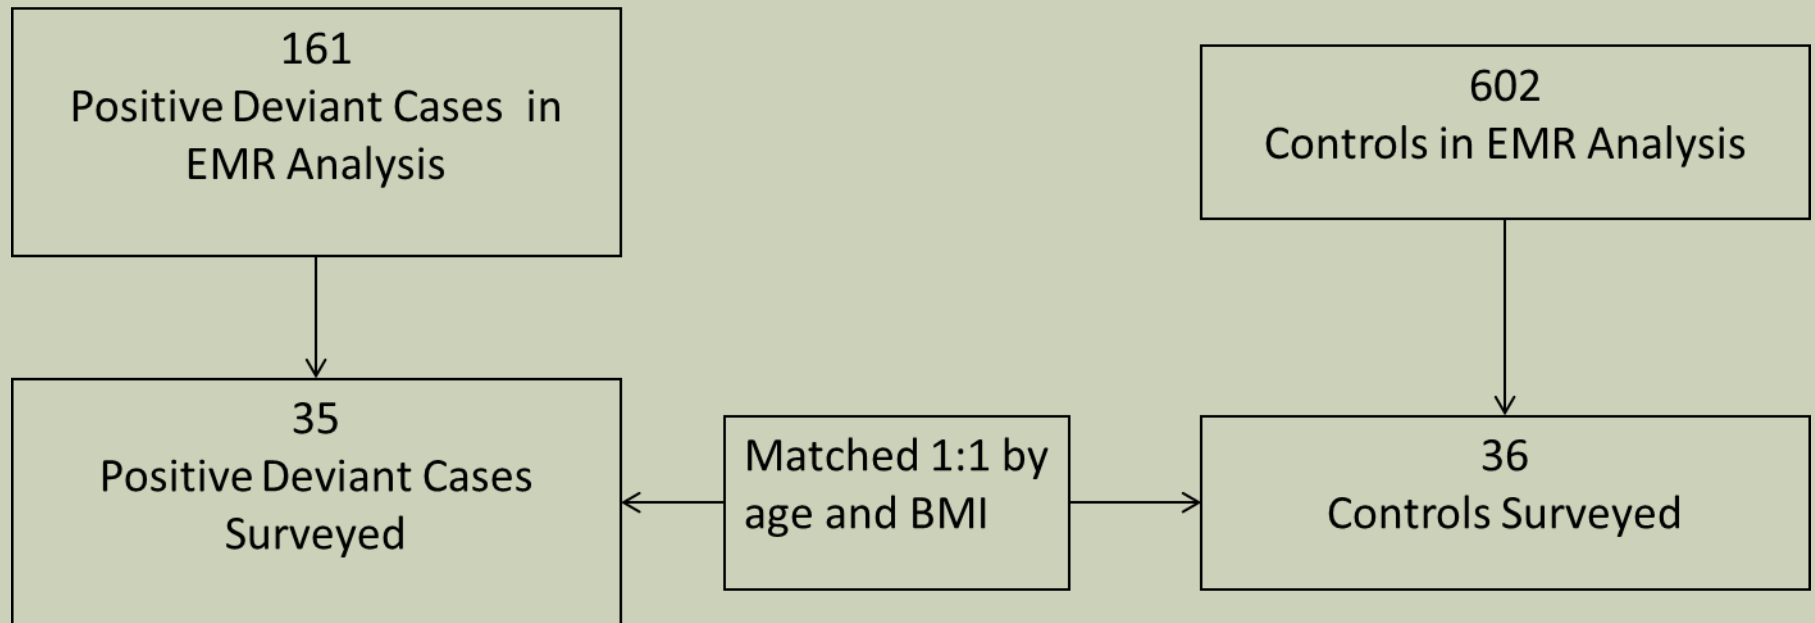 161
Positive Deviant Cases in
EMR Analysis
602
Controls in EMR Analysis
35
Positive Deviant Cases
Surveyed
Matched 1:1 by
age and BMI
36
Controls Surveyed